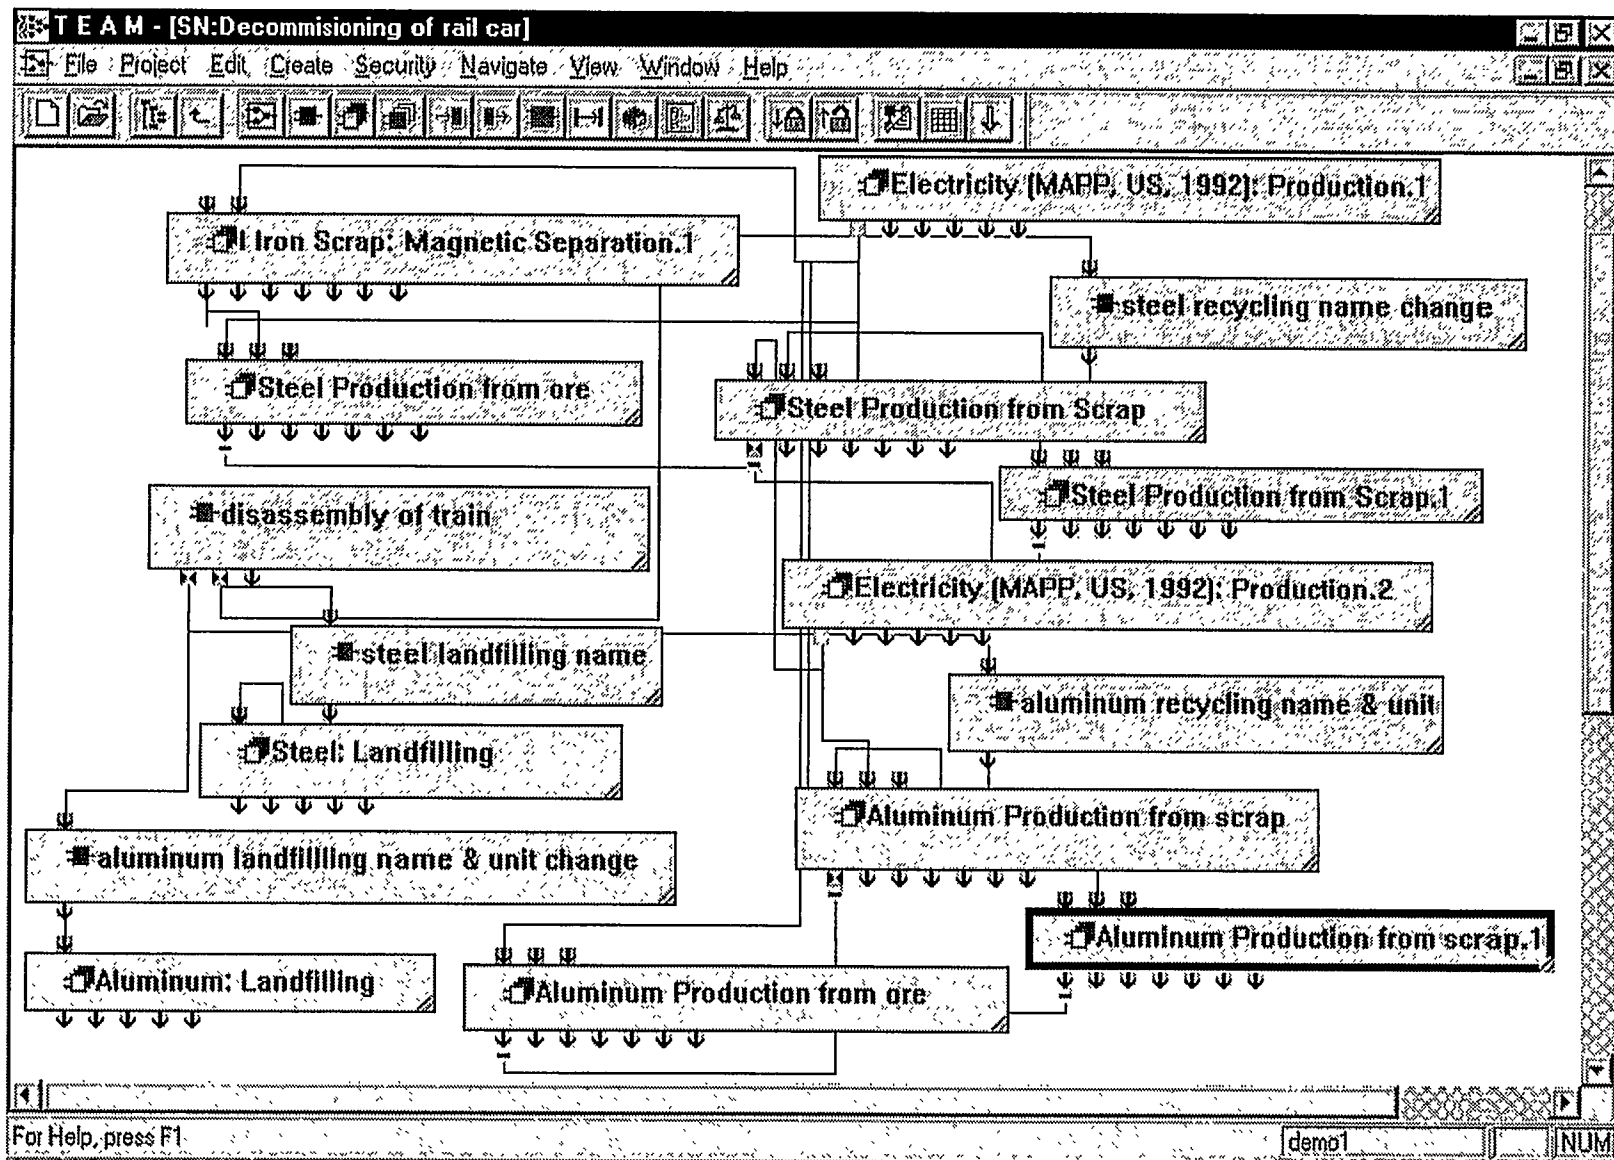 T E A M - [SN:Decommisioning of rail car]
File Project Edit Create Security Navigate View Window Help
Electricity (MAPP, US, 1992): Production.1
I Iron Scrap: Magnetic Separation.1
steel recycling name change
Steel Production from ore
Steel Production from Scrap
Steel Production from Scrap.1
disassembly of train
Electricity (MAPP, US, 1992): Production.2
steel landfilling name
aluminum recycling name & unit
Steel: Landfilling
Aluminum Production from scrap
aluminum landfillling name & unit change
Aluminum Production from scrap.1
Aluminum: Landfilling
Aluminum Production from ore
For Help, press F1
demo1
NUM